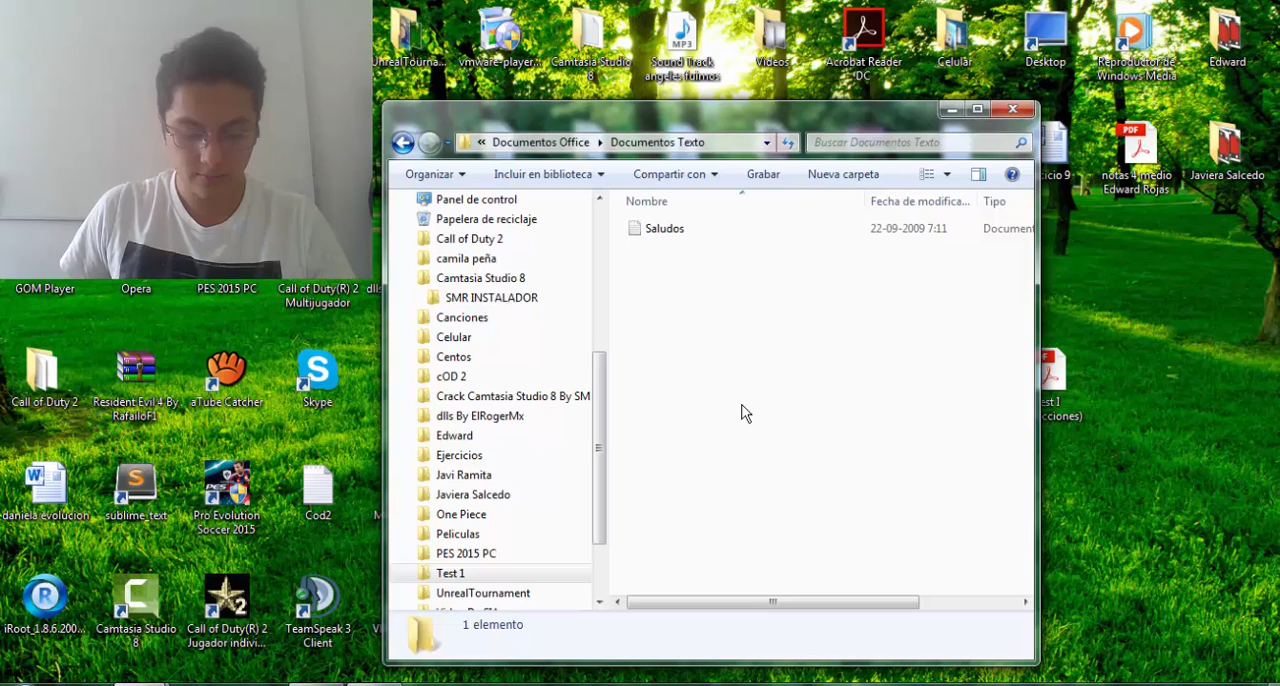 UnrealTourna...
vmware-player...
Camtasia Studio
8
MP3
Sound Track
angeles fuimos
Videos
Acrobat Reader
DC
Celular
Desktop
Reproductor de
Windows Media
Edward
Documentos Office
Documentos Texto
Buscar Documentos Texto
Organizar
Incluir en biblioteca
Compartir con
Grabar
Nueva carpeta
PDF
notas 4 medio
Edward Rojas
Javiera Salcedo
Nombre
Fecha de modifica...
Tipo
Saludos
22-09-2009 7:11
Panel de control
Papelera de reciclaje
Call of Duty 2
camila peña
Camtasia Studio 8
SMR INSTALADOR
Canciones
Celular
Centos
cOD 2
Crack Camtasia Studio 8 By SM
dlls By ElRogerMx
Edward
Ejercicios
Javi Ramita
Javiera Salcedo
One Piece
Peliculas
PES 2015 PC
Test 1
UnrealTournament
1 elemento
GOM Player
Opera
PES 2015 PC
Call of Duty(R) 2
Multijugador
Call of Duty 2
Resident Evil 4 By
RafailoF1
aTube Catcher
Skype
daniela evolucion
sublime_text
Pro Evolution
Soccer 2015
Cod2
iRoot_1.8.6.200...
Camtasia Studio
8
Call of Duty(R) 2
Jugador indivi...
TeamSpeak 3
Client